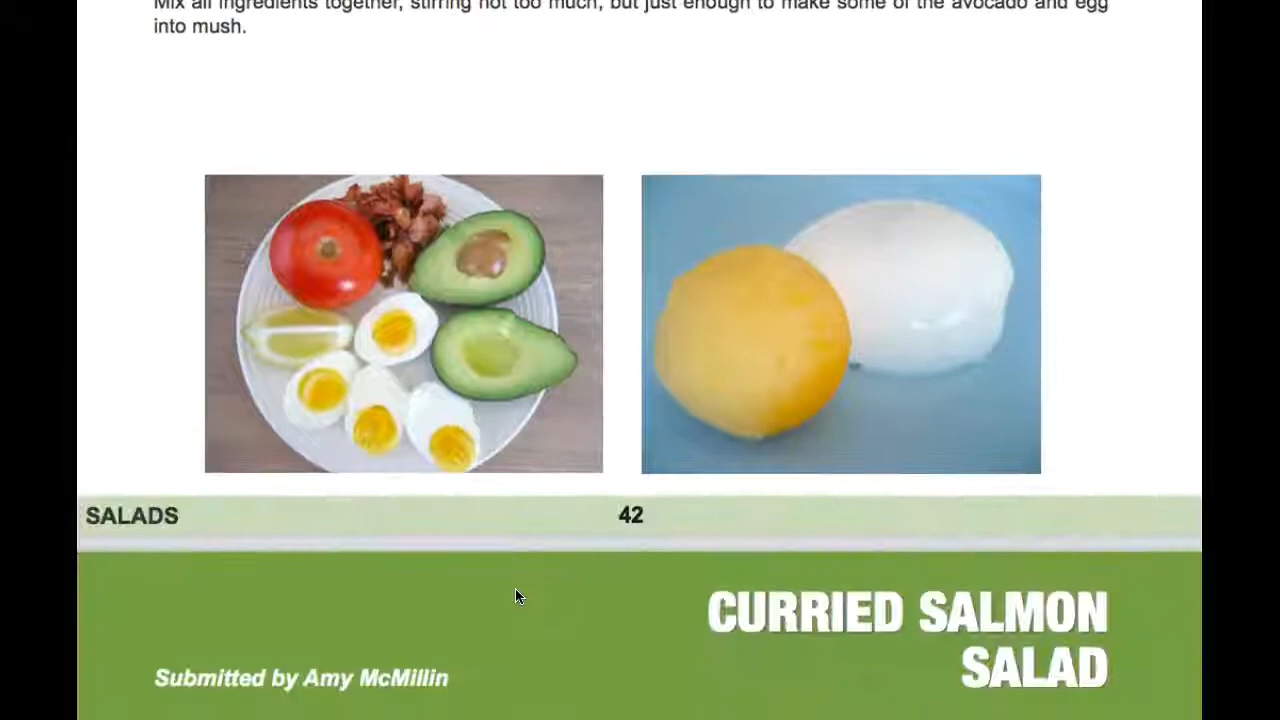 Mix all ingredients together, stirring not too much, but just enough to make some of the avocado and egg
into mush.
SALADS
42
CURRIED SALMON
SALAD
Submitted by Amy McMillin